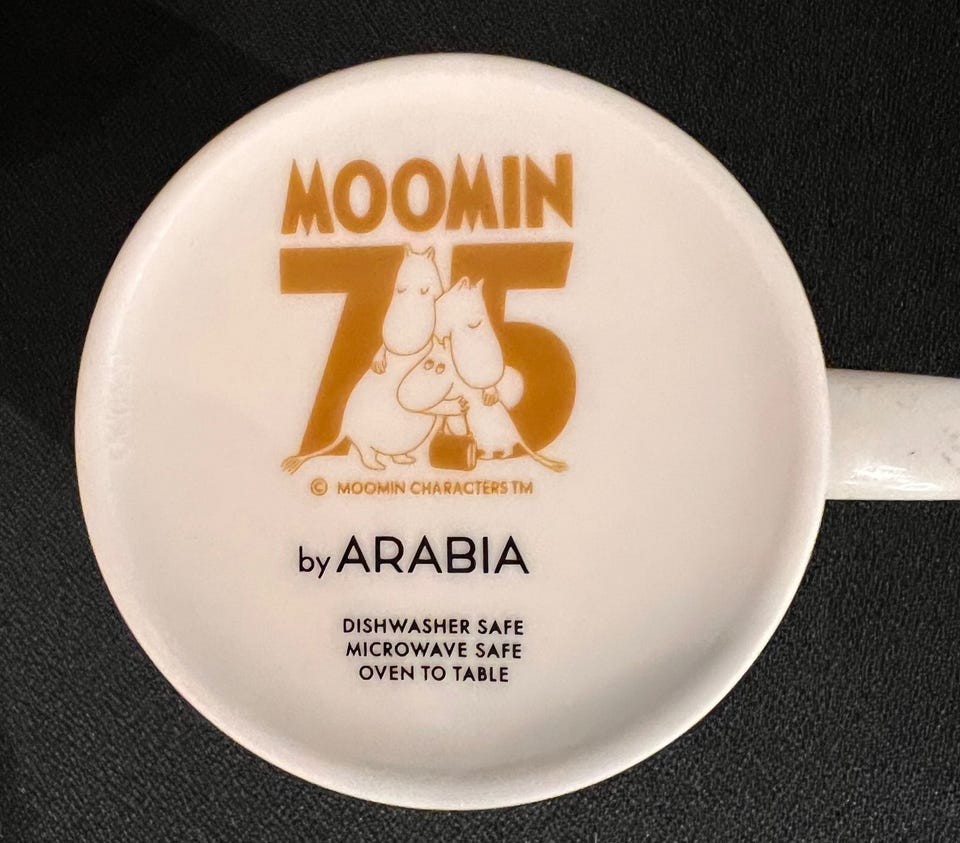 MOOMIN
75
© MOOMIN CHARACTERS TM
by ARABIA
DISHWASHER SAFE
MICROWAVE SAFE
OVEN TO TABLE